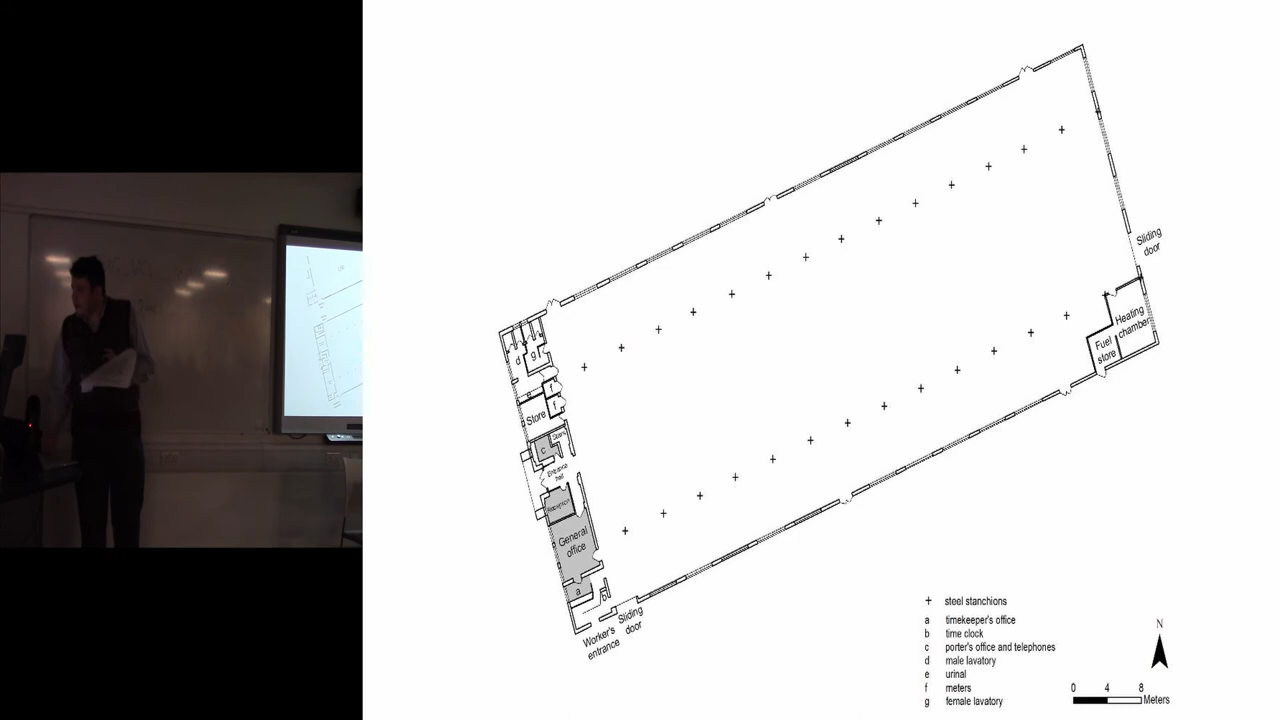 Sliding
door
Heating
chamber
Fuel
store
d
g
e
f
f
Store
Stairs
c
Entrance
hall
Reception
General
office
a
b
Sliding
door
Worker's
entrance
+ steel stanchions
a timekeeper's office
b time clock
c porter's office and telephones
d male lavatory
e urinal
f meters
g female lavatory
N
0 4 8
Meters